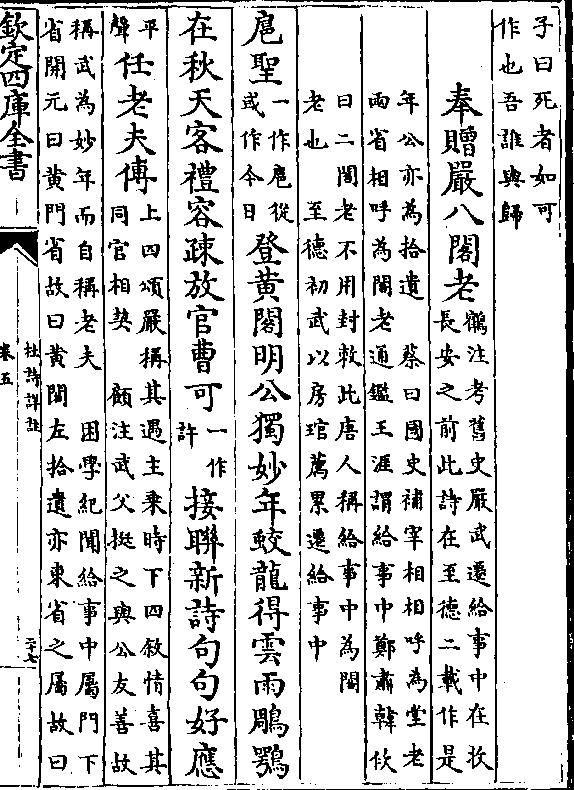 子曰死者如可
作也吾誰與歸
奉贈嚴八閣老
鶴注考舊史嚴武遷給事中在收
長安之前此詩在至德二載作是
年公亦為拾遺 蔡曰國史補宰相相呼為堂老
兩省相呼為閣老通鑑王涯謂給事中鄭肅韓佽
曰二閣老不用封敕此唐人稱給事中為閣
老也 至德初武以房琯薦累遷給事中
扈聖
一作扈從
或作今日
登黄閣明公獨妙年蛟龍得雲雨鵰鶚
在秋天客禮容疎放官曹可
一作
許
接聯新詩句句好應
平
聲
任老夫傳
上四頌嚴稱其遇主乘時下四敘情喜其
同官相契 顧注武父挺之與公友善故
稱武為妙年而自稱老夫 困學紀聞給事中屬門下
省開元曰黄門省故曰黄閣左拾遺亦東省之屬故曰
欽定四庫全書
杜詩詳註
卷五
二十七